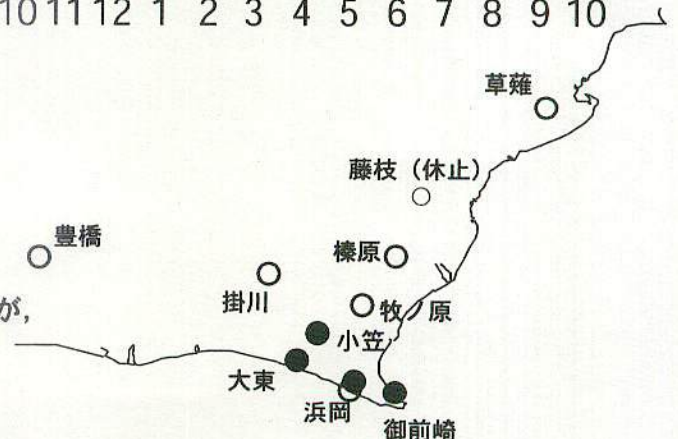 10 11 12 1 2 3 4 5 6 7 8 9 10
草薙
藤枝（休止）
豊橋
榛原
掛川
牧ノ原
が，
小笠
大東
浜岡
御前崎